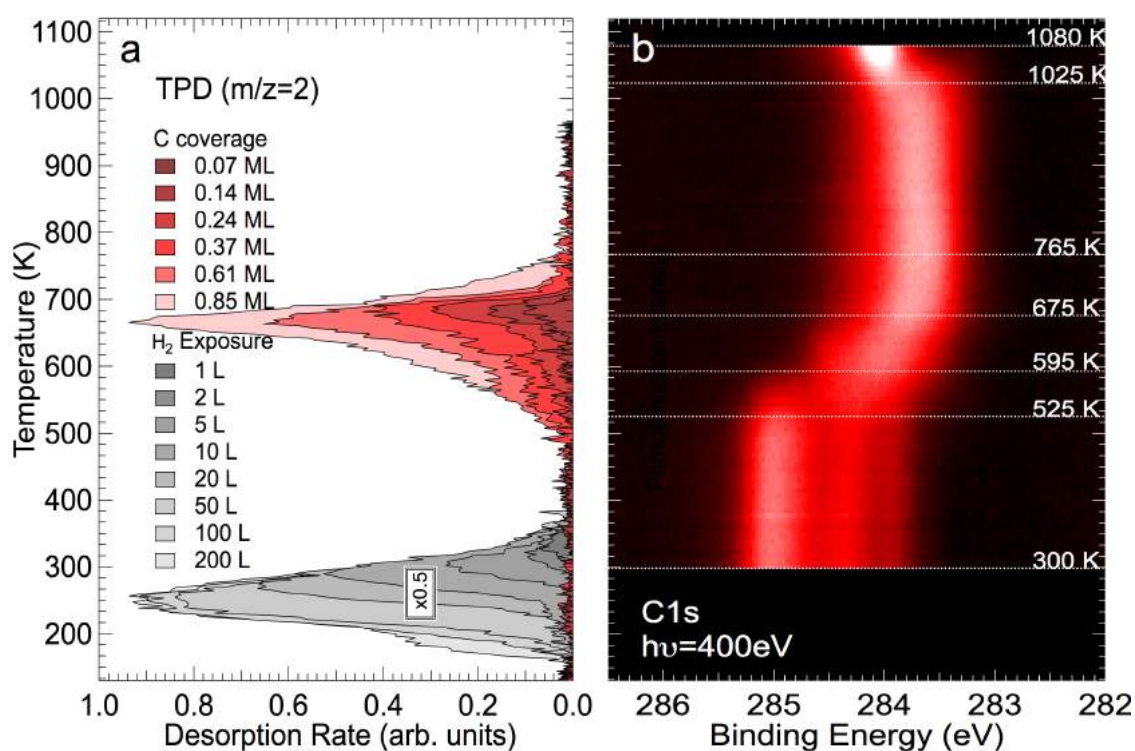 a
TPD (m/z=2)
C coverage
0.07 ML
0.14 ML
0.24 ML
0.37 ML
0.61 ML
0.85 ML
H₂ Exposure
1 L
2 L
5 L
10 L
20 L
50 L
100 L
200 L
x0.5
1100
1000
900
800
700
600
500
400
300
200
Temperature (K)
1.0 0.8 0.6 0.4 0.2 0.0
Desorption Rate (arb. units)
b
1080 K
1025 K
765 K
675 K
595 K
525 K
300 K
C1s
hυ=400eV
286 285 284 283 282
Binding Energy (eV)